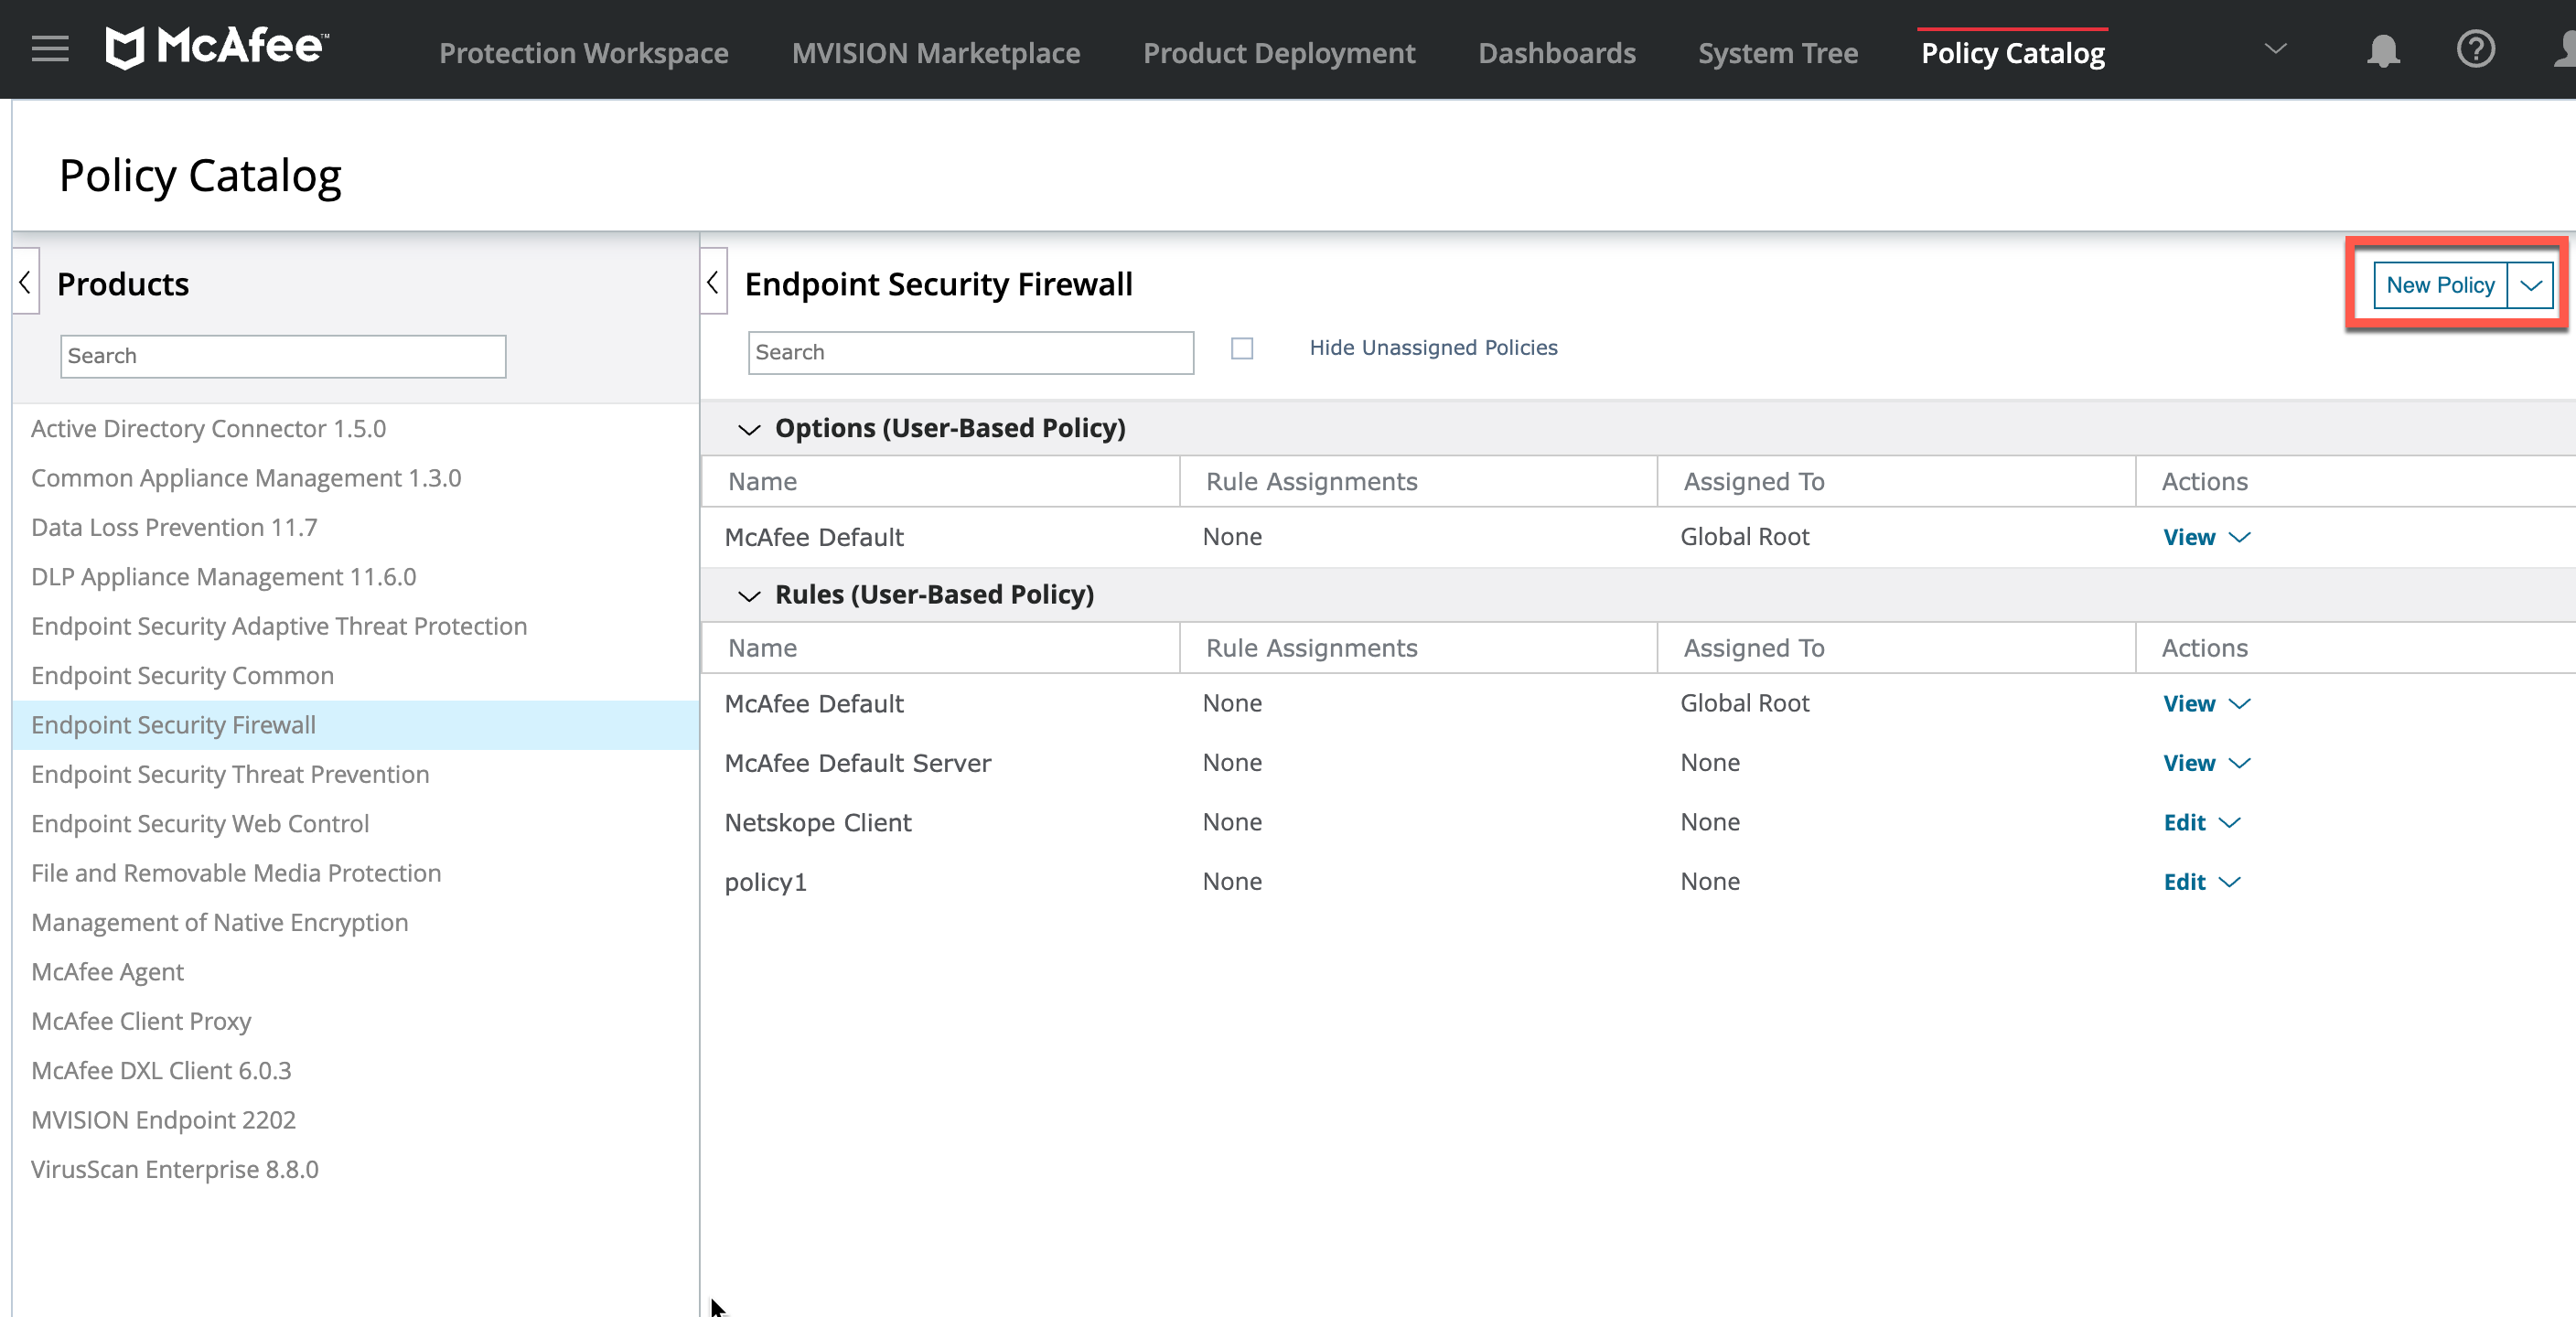 McAfee™ Protection Workspace MVISION Marketplace Product Deployment Dashboards System Tree Policy Catalog
Policy Catalog
Products
Search
Active Directory Connector 1.5.0
Common Appliance Management 1.3.0
Data Loss Prevention 11.7
DLP Appliance Management 11.6.0
Endpoint Security Adaptive Threat Protection
Endpoint Security Common
Endpoint Security Firewall
Endpoint Security Threat Prevention
Endpoint Security Web Control
File and Removable Media Protection
Management of Native Encryption
McAfee Agent
McAfee Client Proxy
McAfee DXL Client 6.0.3
MVISION Endpoint 2202
VirusScan Enterprise 8.8.0
Endpoint Security Firewall New Policy
Search Hide Unassigned Policies
Options (User-Based Policy)
Name Rule Assignments Assigned To Actions
McAfee Default None Global Root View
Rules (User-Based Policy)
Name Rule Assignments Assigned To Actions
McAfee Default None Global Root View
McAfee Default Server None None View
Netskope Client None None Edit
policy1 None None Edit